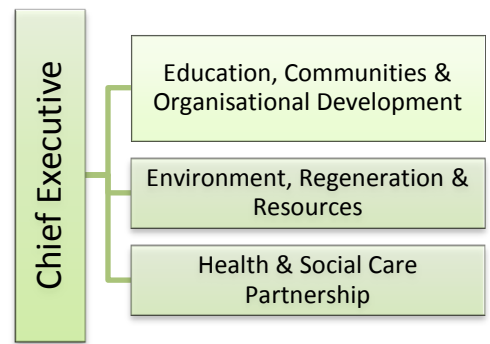 Chief Executive
Education, Communities &
Organisational Development
Environment, Regeneration &
Resources
Health & Social Care
Partnership